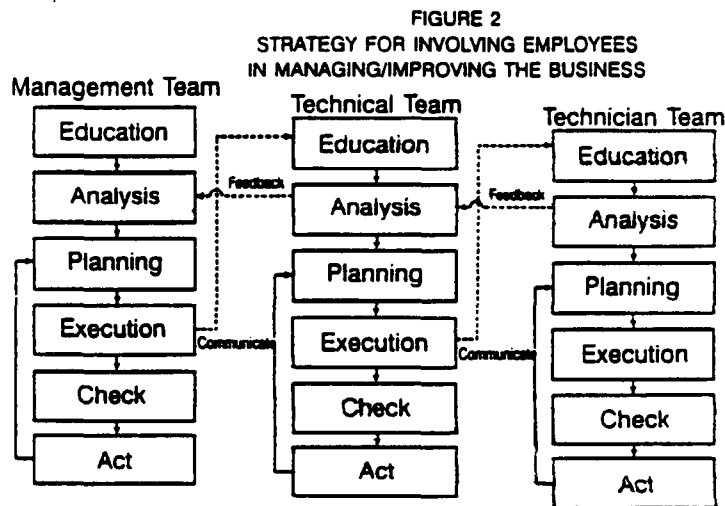 FIGURE 2
STRATEGY FOR INVOLVING EMPLOYEES
IN MANAGING/IMPROVING THE BUSINESS
Management Team
Education
Analysis
Planning
Execution
Check
Act
Feedback
Communicate
Technical Team
Education
Analysis
Planning
Execution
Check
Act
Feedback
Communicate
Technician Team
Education
Analysis
Planning
Execution
Check
Act